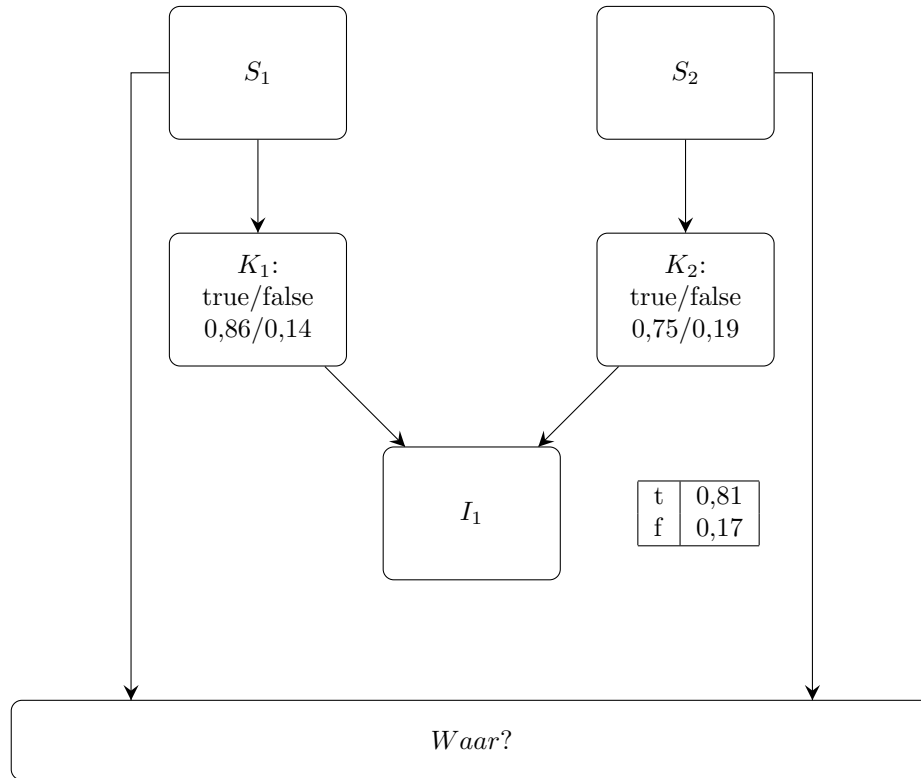 S₁
S₂
K₁:
true/false
0,86/0,14
K₂:
true/false
0,75/0,19
I₁
t 0,81
f 0,17
Waar?